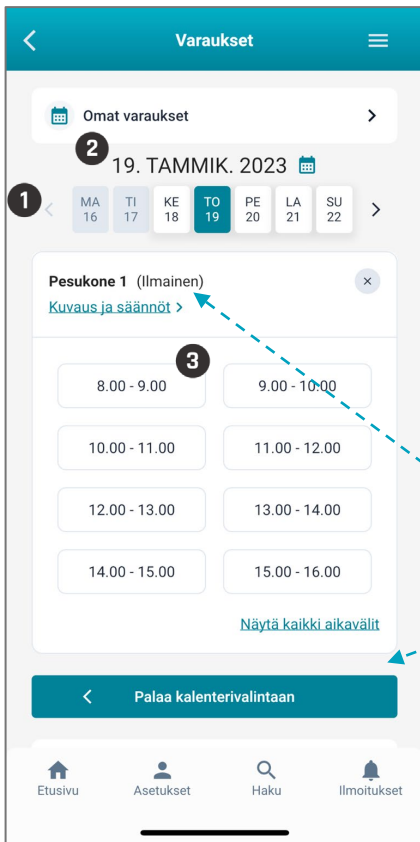 Varaukset
Omat varaukset
2
19. TAMMIK. 2023
1
MA TI KE TO PE LA SU
16 17 18 19 20 21 22
Pesukone 1 (Ilmainen)
Kuvaus ja säännöt
3
8.00 - 9.00 9.00 - 10:00
10.00 - 11.00 11.00 - 12.00
12.00 - 13.00 13.00 - 14.00
14.00 - 15.00 15.00 - 16.00
Näytä kaikki aikavälit
Palaa kalenterivalintaan
Etusivu Asetukset Haku Ilmoitukset